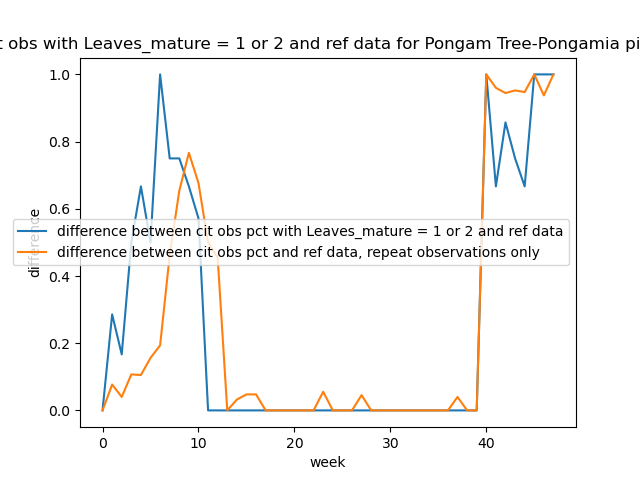 t obs with Leaves_mature = 1 or 2 and ref data for Pongam Tree-Pongamia pi
1.0
0.8
0.6
0.4
0.2
0.0
difference
difference between cit obs pct with Leaves_mature = 1 or 2 and ref data
difference between cit obs pct and ref data, repeat observations only
0 10 20 30 40
week